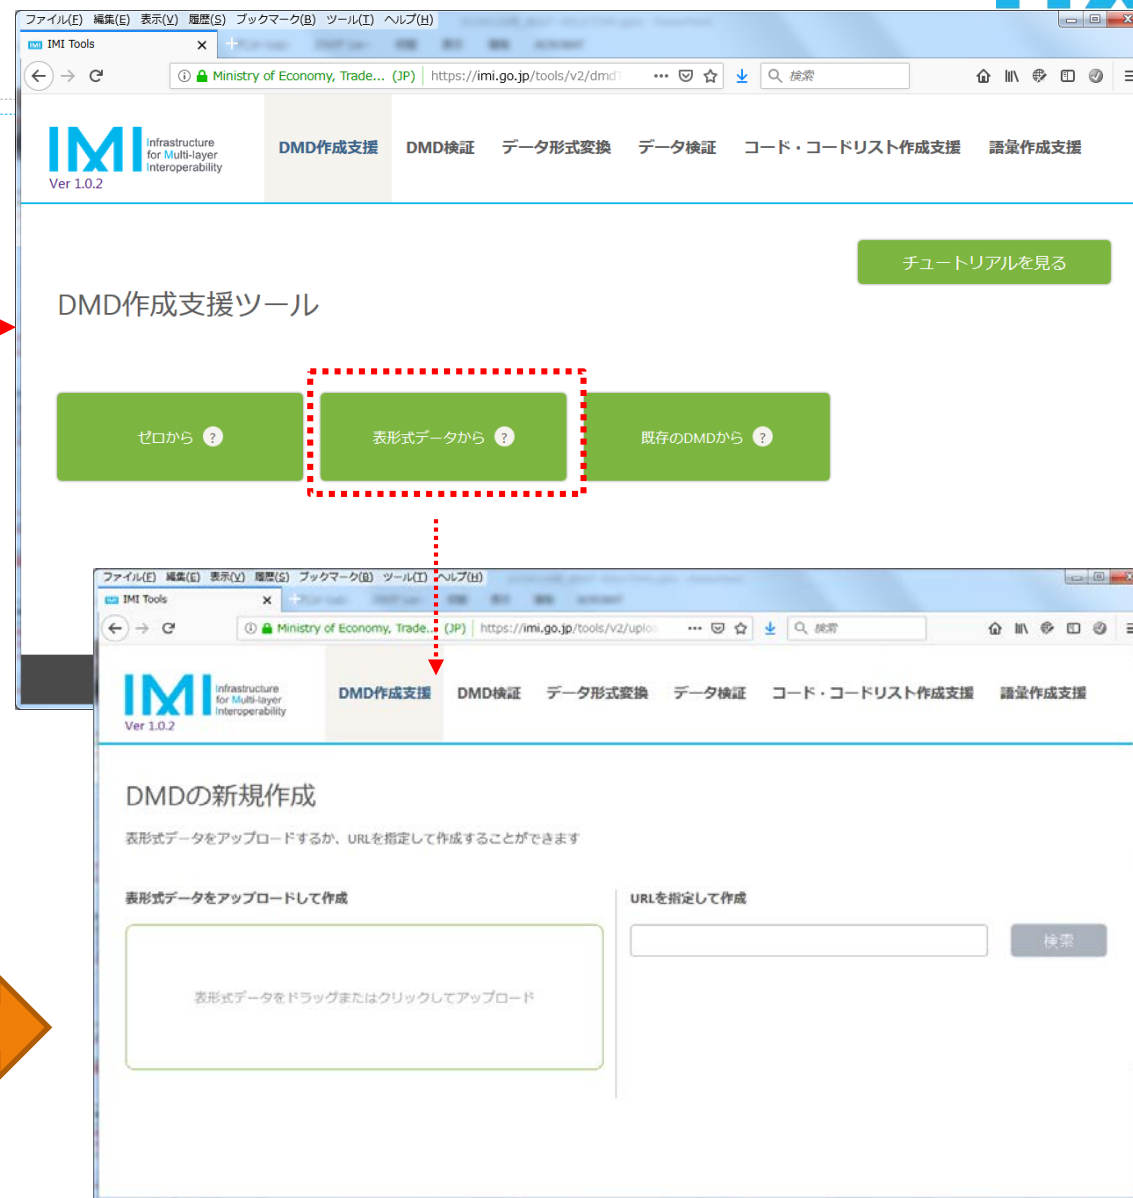 ファイル(F) 編集(E) 表示(V) 履歴(S) ブックマーク(B) ツール(T) ヘルプ(H)
IMI Tools
Ministry of Economy, Trade... (JP) https://imi.go.jp/tools/v2/dmd
検索
IMI Infrastructure
for Multi-layer
Interoperability
Ver 1.0.2
DMD作成支援 DMD検証 データ形式変換 データ検証 コード・コードリスト作成支援 語彙作成支援
チュートリアルを見る
DMD作成支援ツール
ゼロから ?
表形式データから ?
既存のDMDから ?
ファイル(F) 編集(E) 表示(V) 履歴(S) ブックマーク(B) ツール(T) ヘルプ(H)
IMI Tools
Ministry of Economy, Trade... (JP) https://imi.go.jp/tools/v2/uplo
検索
IMI Infrastructure
for Multi-layer
Interoperability
Ver 1.0.2
DMD作成支援 DMD検証 データ形式変換 データ検証 コード・コードリスト作成支援 語彙作成支援
DMDの新規作成
表形式データをアップロードするか、URLを指定して作成することができます
表形式データをアップロードして作成
URLを指定して作成
検索
表形式データをドラッグまたはクリックしてアップロード